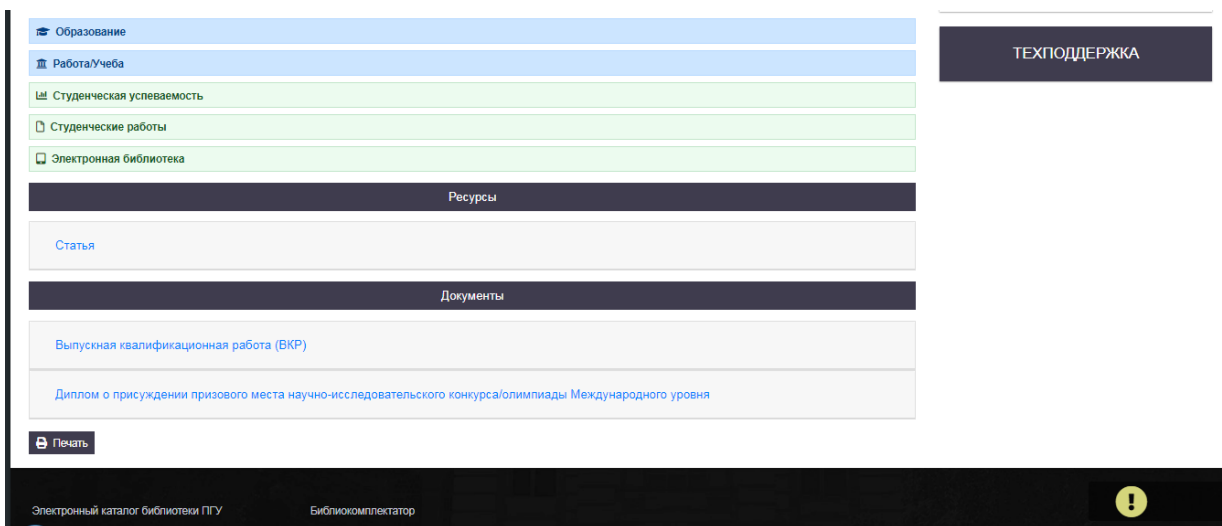 Образование
Работа/Учеба
Студенческая успеваемость
Студенческие работы
Электронная библиотека
Ресурсы
Статья
Документы
Выпускная квалификационная работа (ВКР)
Диплом о присуждении призового места научно-исследовательского конкурса/олимпиады Международного уровня
Печать
ТЕХПОДДЕРЖКА
Электронный каталог библиотеки ПГУ
Библиокомплектатор